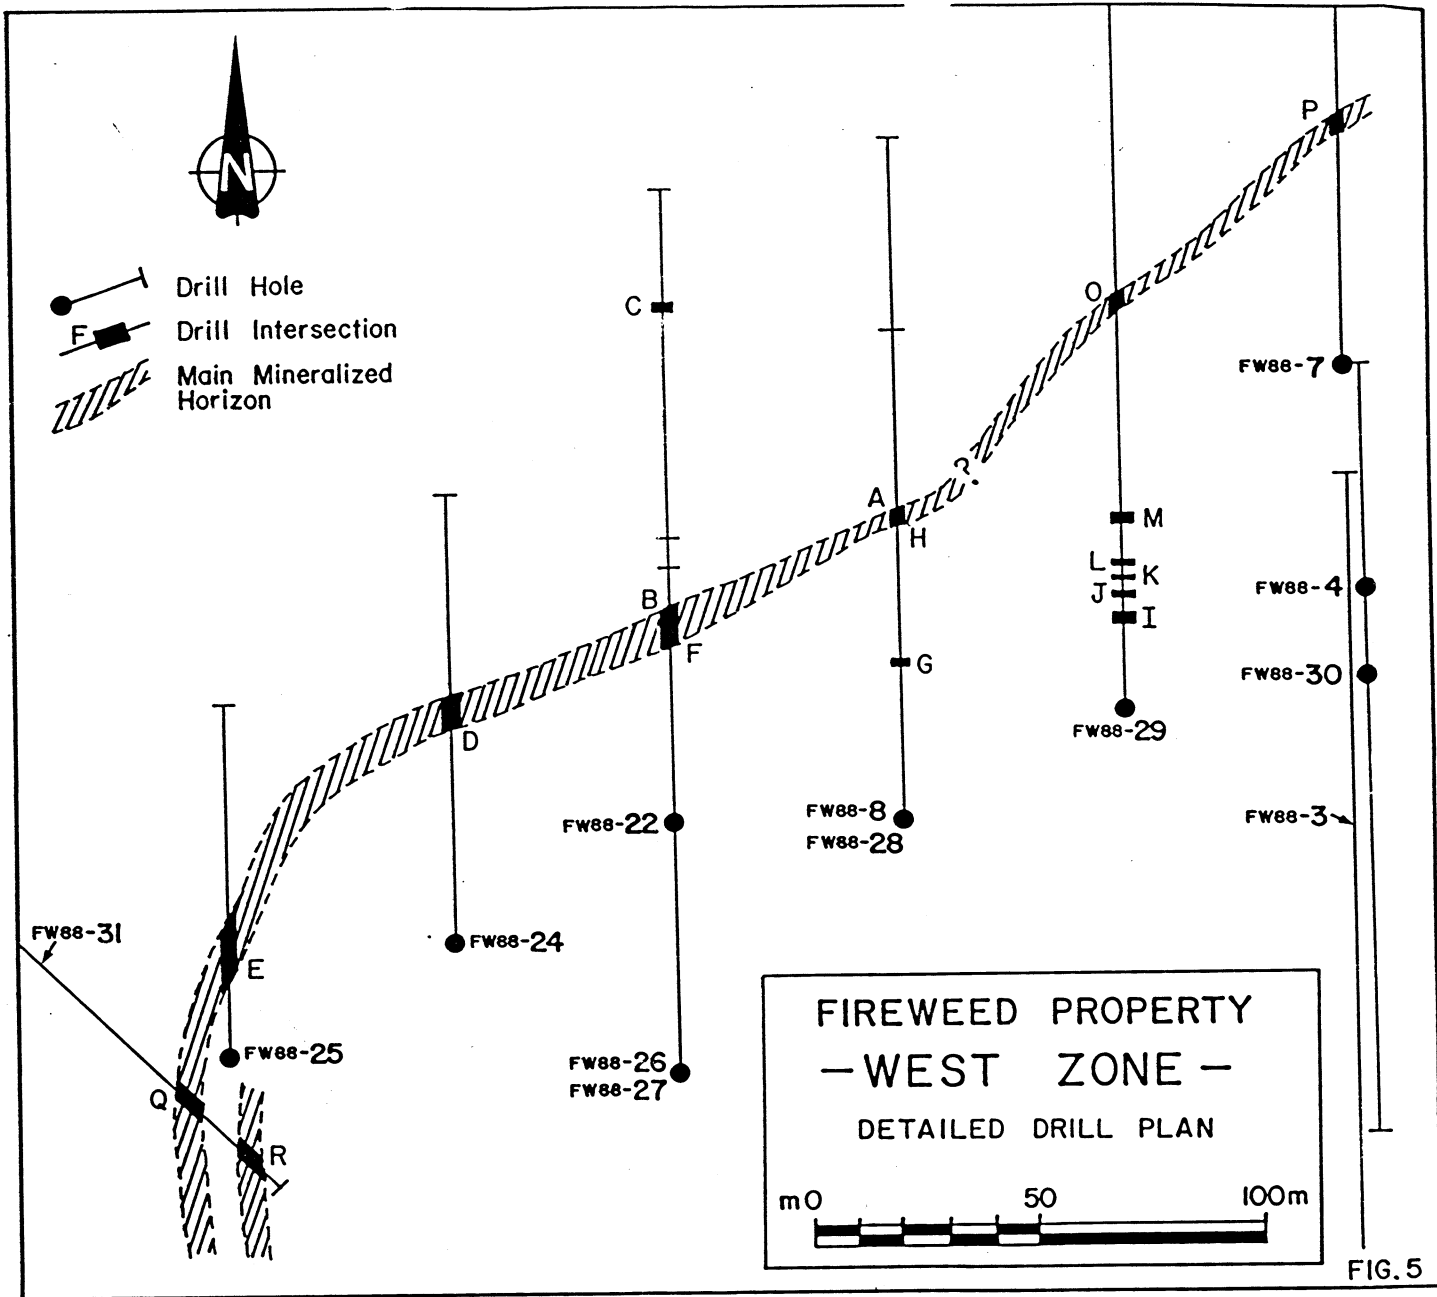 N
Drill Hole
F Drill Intersection
Main Mineralized
Horizon
P
C
O
FW88-7
?
A
H
M
L
K
J
I
B
F
G
FW88-4
FW88-30
D
FW88-29
FW88-22
FW88-8
FW88-28
FW88-3
FW88-31
E
FW88-24
FW88-25
FW88-26
FW88-27
Q
R
FIREWEED PROPERTY
-WEST ZONE-
DETAILED DRILL PLAN
m0 50 100m
FIG. 5